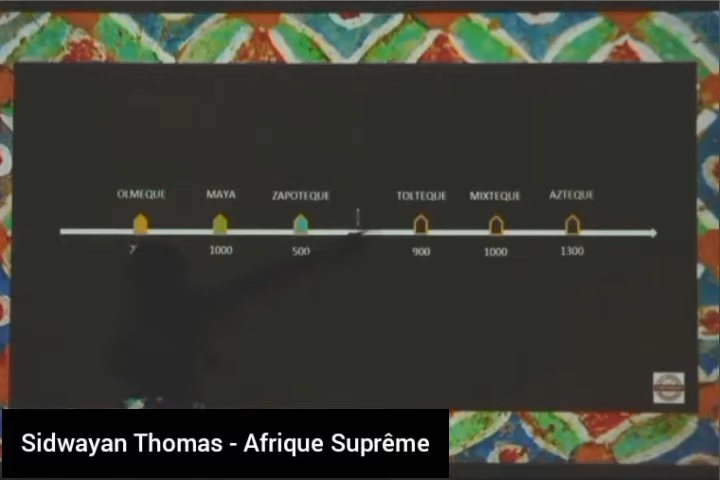 OLMEQUE MAYA ZAPOTEQUE TOLTEQUE MIXTEQUE AZTEQUE
1000 500 900 1000 1300
Sidwayan Thomas - Afrique Suprême